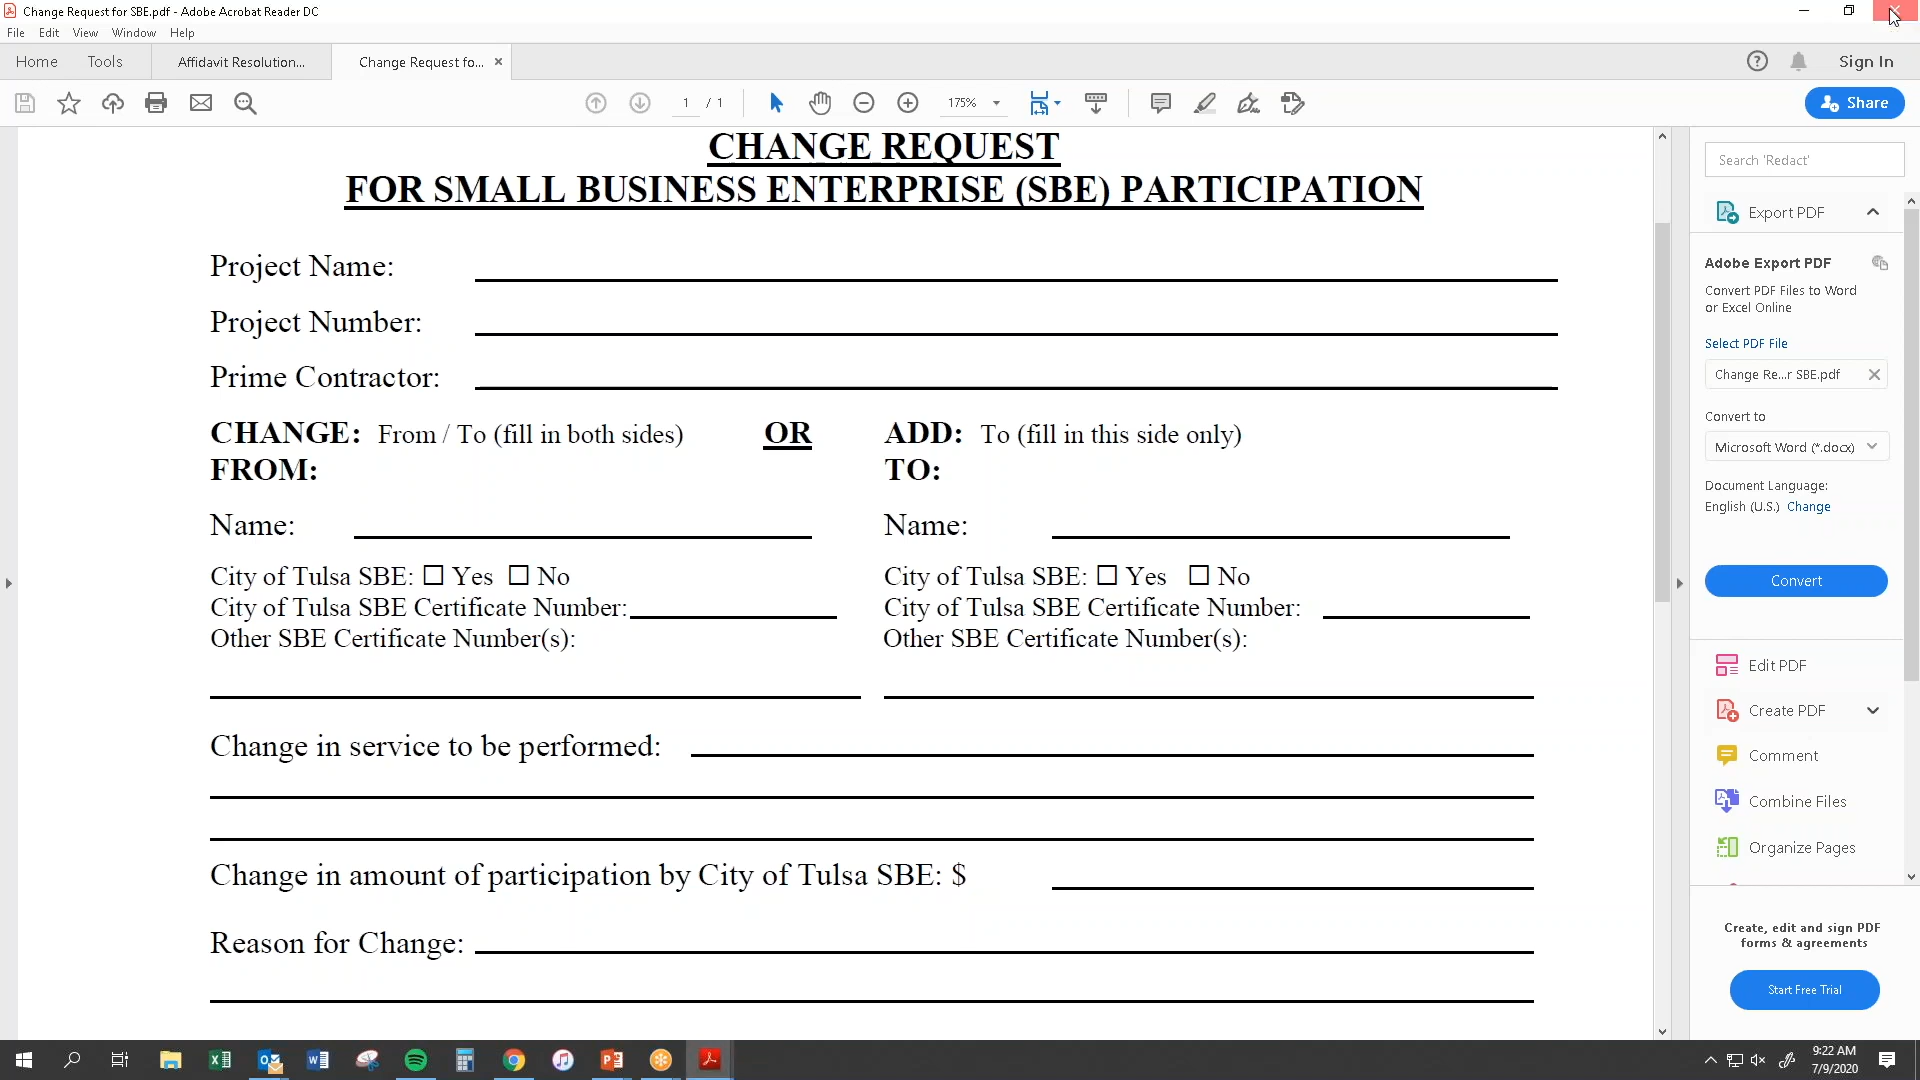 Change Request for SBE.pdf - Adobe Acrobat Reader DC
File Edit View Window Help
Home Tools Affidavit Resolution... Change Request fo... Sign In
1 / 1 175% Share
CHANGE REQUEST
FOR SMALL BUSINESS ENTERPRISE (SBE) PARTICIPATION
Project Name:
Project Number:
Prime Contractor:
CHANGE: From / To (fill in both sides) OR ADD: To (fill in this side only)
FROM: TO:
Name: Name:
City of Tulsa SBE: ☐ Yes ☐ No City of Tulsa SBE: ☐ Yes ☐ No
City of Tulsa SBE Certificate Number: City of Tulsa SBE Certificate Number:
Other SBE Certificate Number(s): Other SBE Certificate Number(s):
Change in service to be performed:
Change in amount of participation by City of Tulsa SBE: $
Reason for Change:
Search 'Redact'
Export PDF
Adobe Export PDF
Convert PDF Files to Word
or Excel Online
Select PDF File
Change Re...r SBE.pdf
Convert to
Microsoft Word (*.docx)
Document Language:
English (U.S.) Change
Convert
Edit PDF
Create PDF
Comment
Combine Files
Organize Pages
Create, edit and sign PDF
forms & agreements
Start Free Trial
9:22 AM
7/9/2020